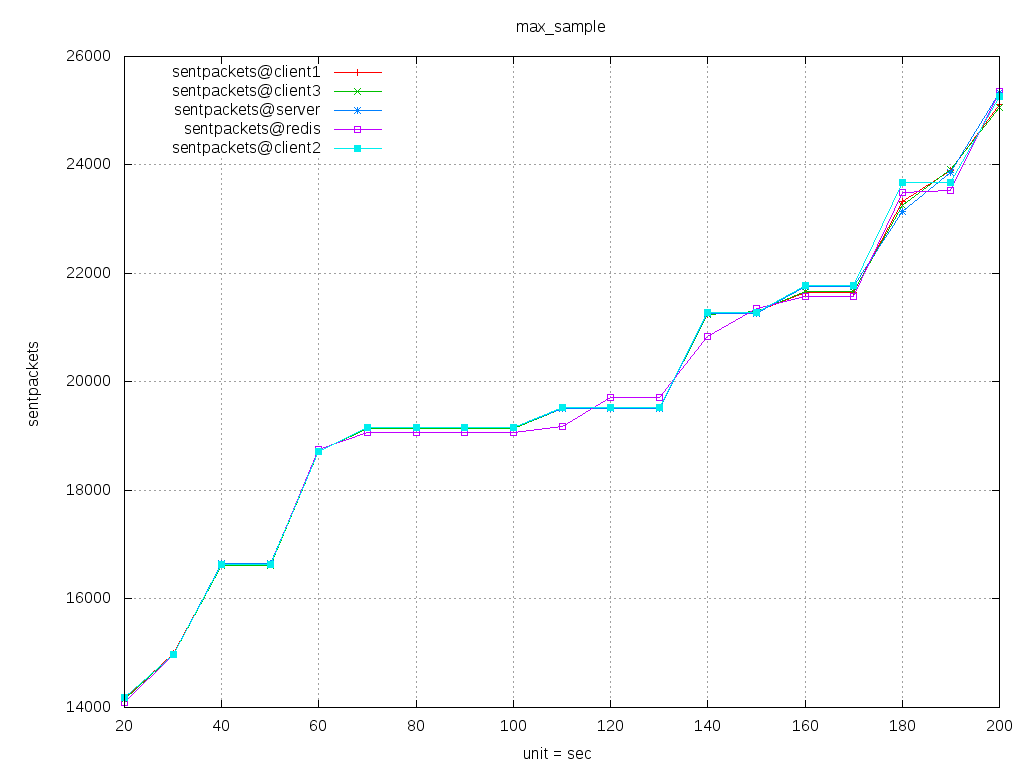 max_sample
26000
24000
22000
20000
18000
16000
14000
sentpackets
sentpackets@client1
sentpackets@client3
sentpackets@server
sentpackets@redis
sentpackets@client2
20 40 60 80 100 120 140 160 180 200
unit = sec